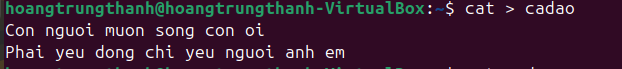 hoangtrungthanh@hoangtrungthanh-VirtualBox:~$ cat > cadao
Con nguoi muon song con oi
Phai yeu dong chi yeu nguoi anh em